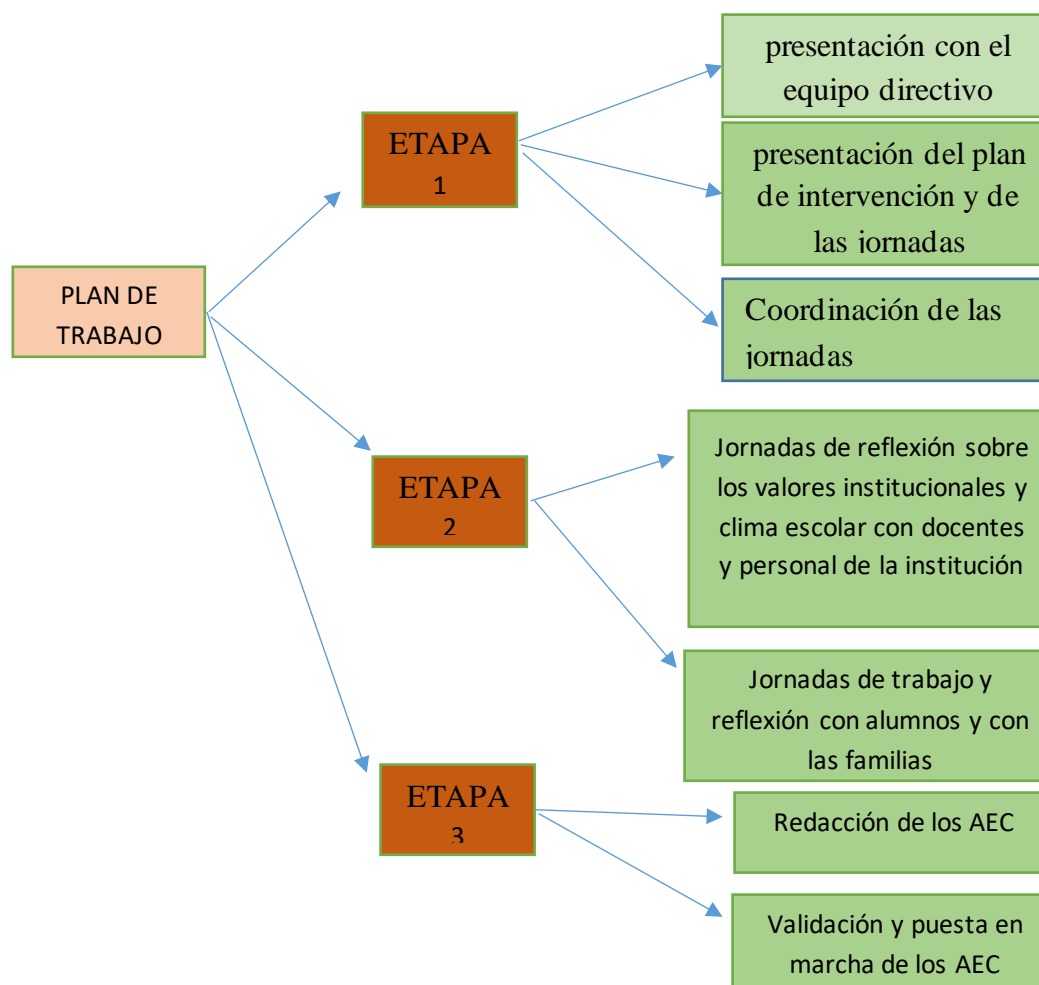 PLAN DE
TRABAJO
ETAPA
1
presentación con el
equipo directivo
presentación del plan
de intervención y de
las jornadas
Coordinación de las
jornadas
ETAPA
2
Jornadas de reflexión sobre
los valores institucionales y
clima escolar con docentes
y personal de la institución
Jornadas de trabajo y
reflexión con alumnos y con
las familias
ETAPA
3
Redacción de los AEC
Validación y puesta en
marcha de los AEC